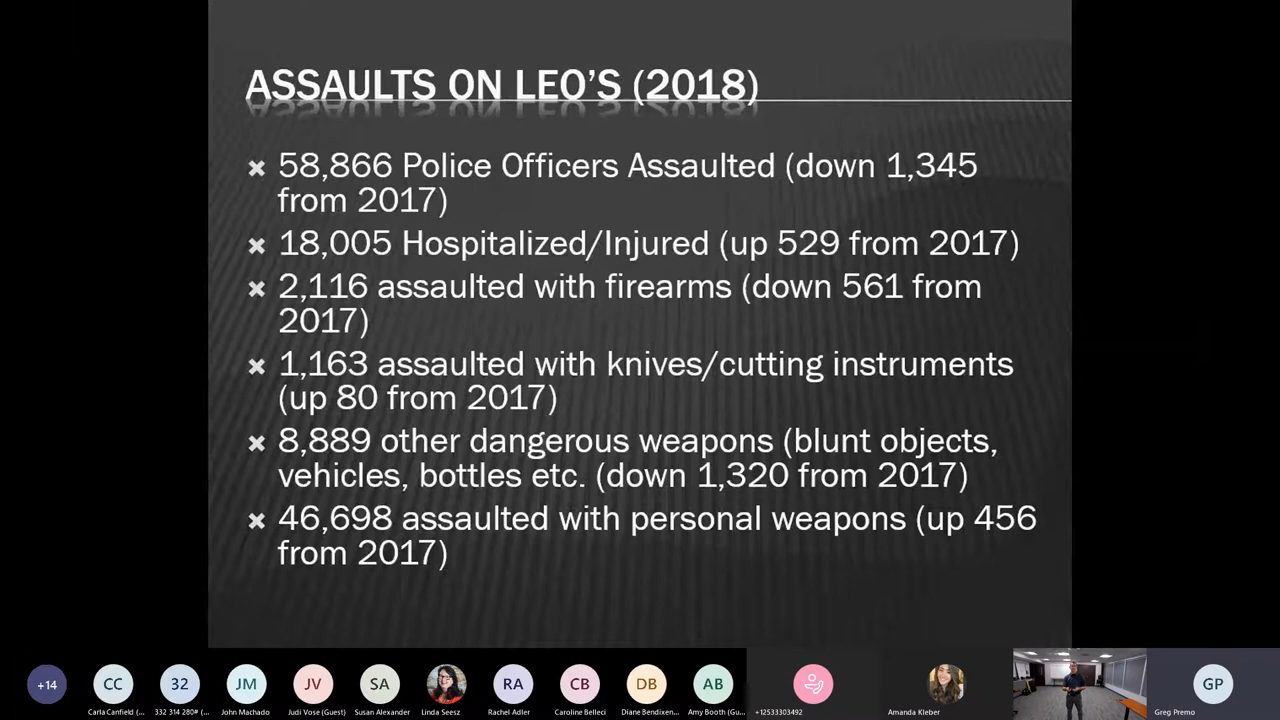 ASSAULTS ON LEO'S (2018)
58,866 Police Officers Assaulted (down 1,345
from 2017)
18,005 Hospitalized/Injured (up 529 from 2017)
2,116 assaulted with firearms (down 561 from
2017)
1,163 assaulted with knives/cutting instruments
(up 80 from 2017)
8,889 other dangerous weapons (blunt objects,
vehicles, bottles etc. (down 1,320 from 2017)
46,698 assaulted with personal weapons (up 456
from 2017)
+14 CC 32 JM JV SA RA CB DB AB GP
Carla Canfield (... 332 314 280# (... John Machado Judi Vose (Guest) Susan Alexander Linda Seesz Rachel Adler Caroline Belleci Diane Bendixen... Amy Booth (Gu... +12533303492 Amanda Kleber Greg Premo